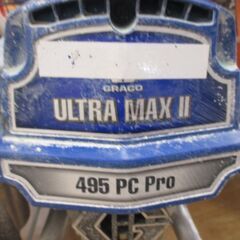 GRACO
ULTRA MAX II
495 PC Pro